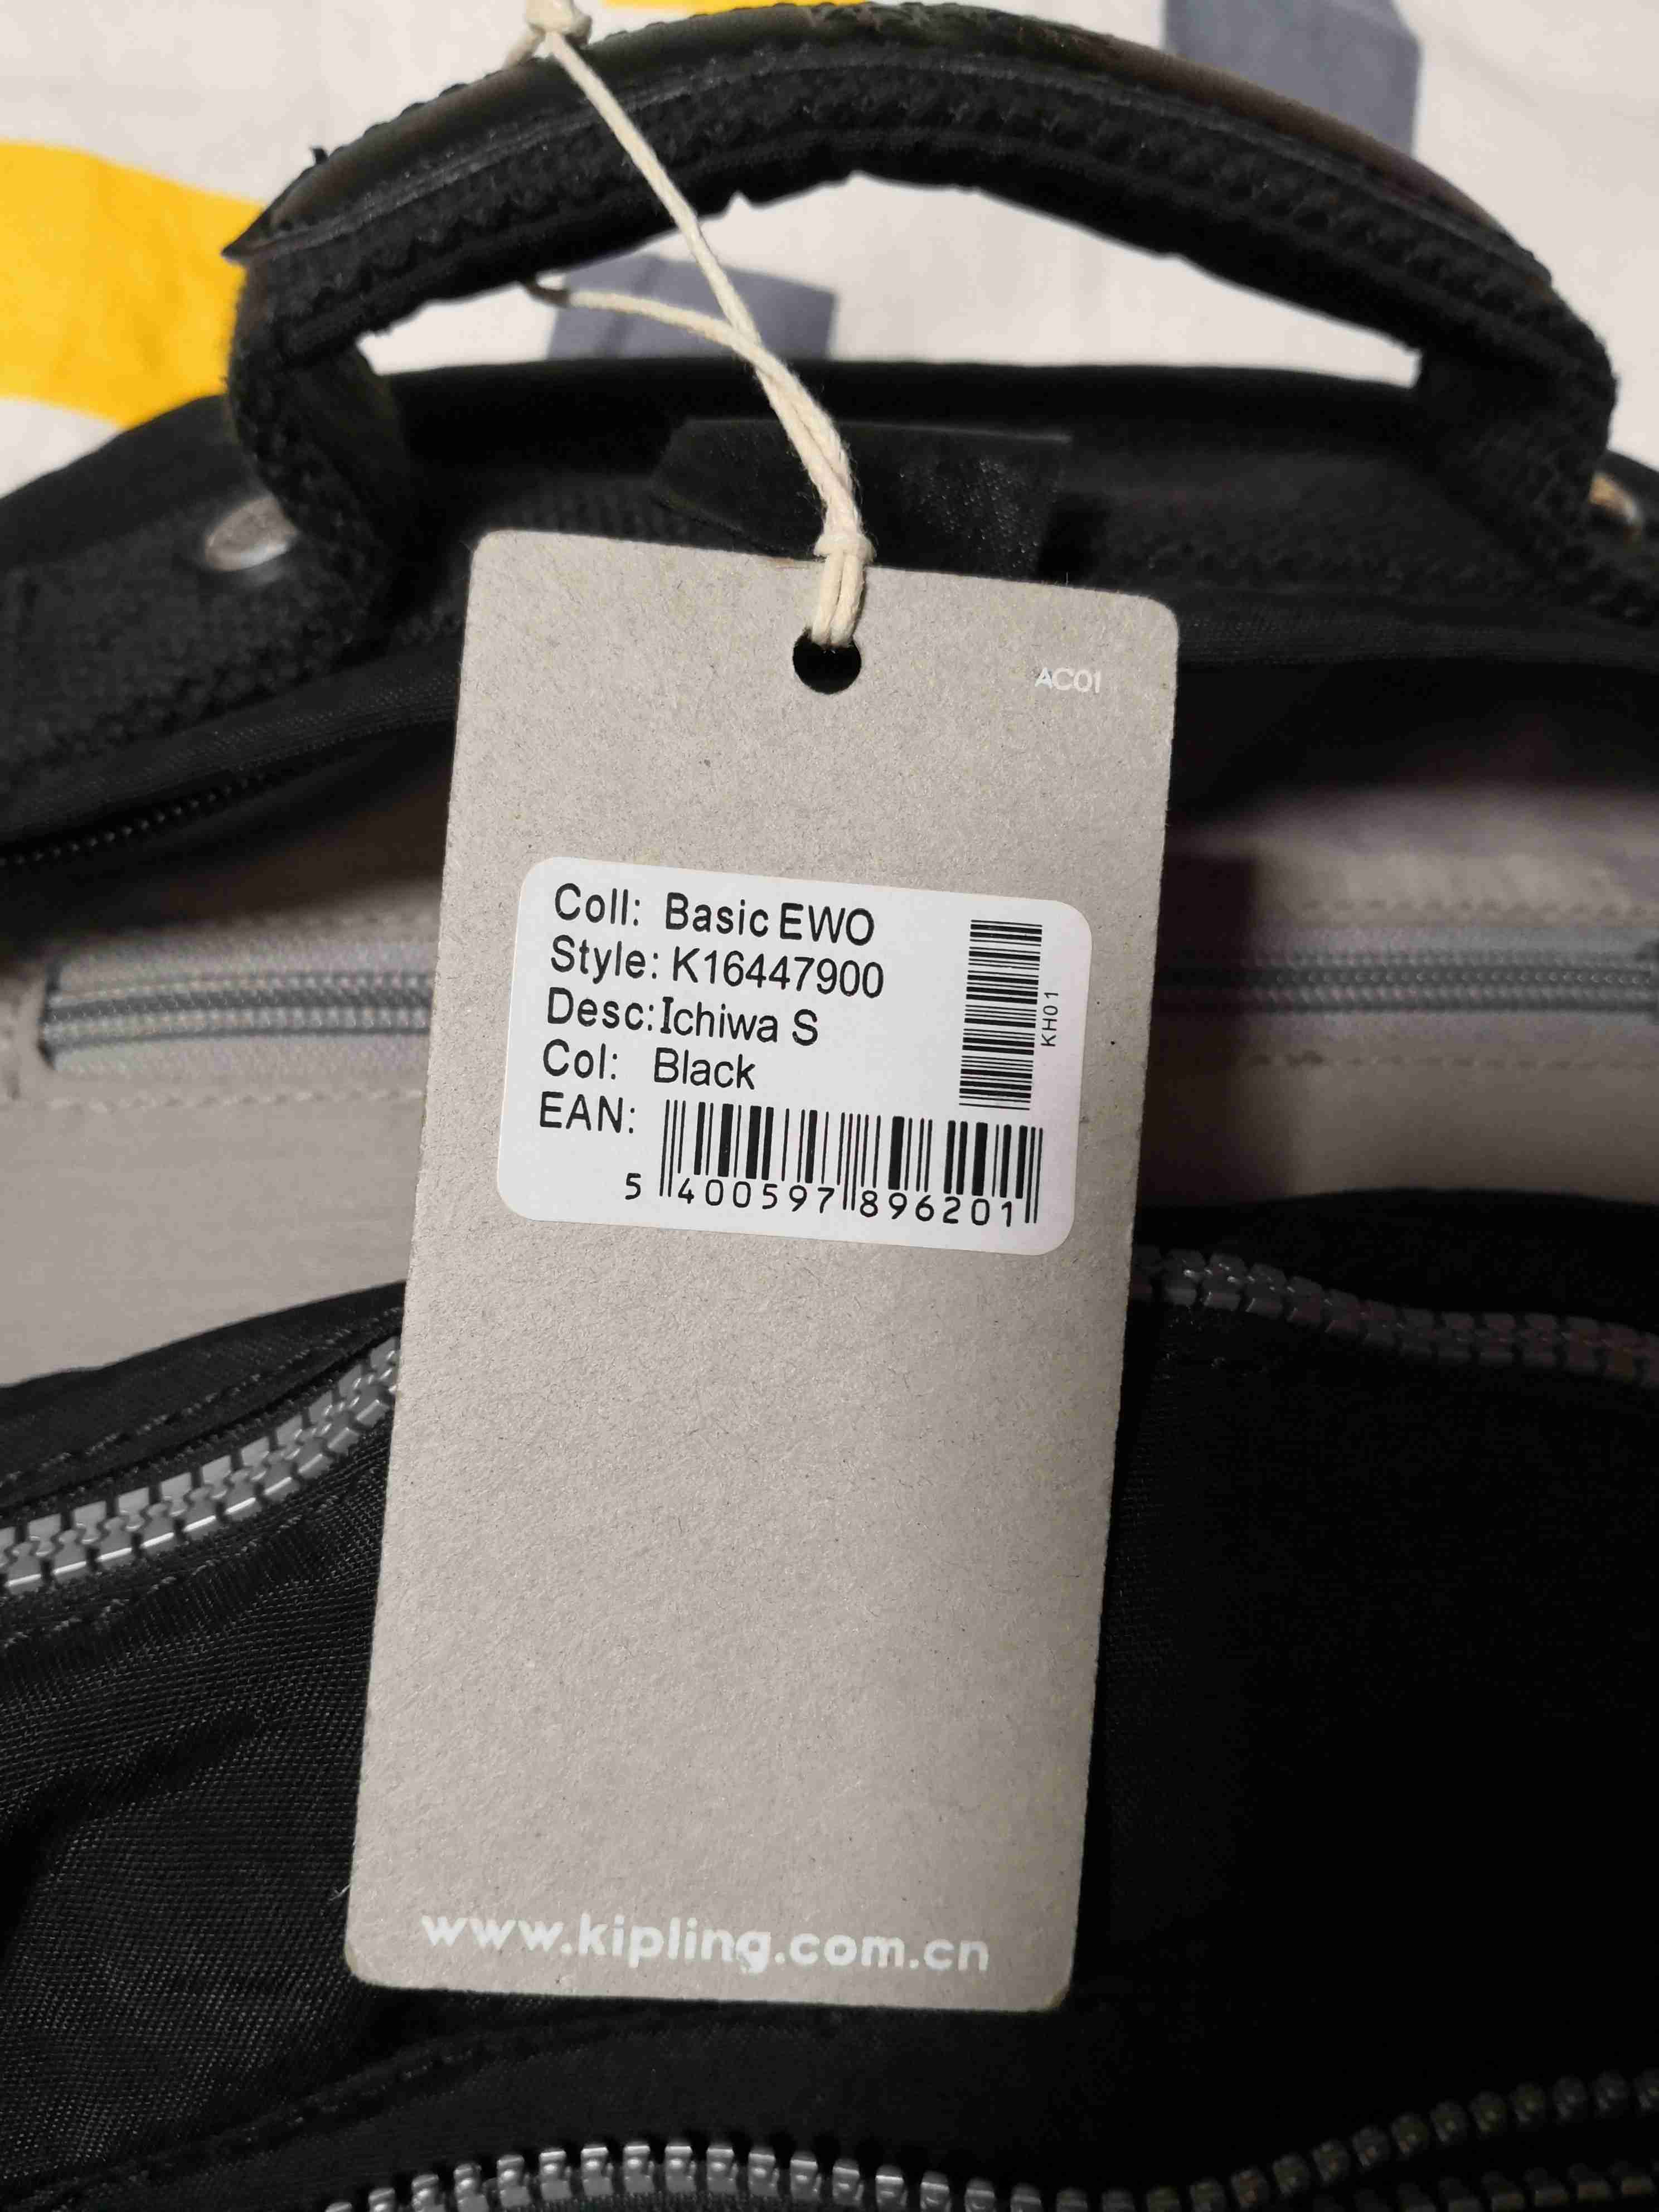 AC01
Coll: Basic EWO
Style: K16447900
Desc: Ichiwa S
Col: Black
EAN:
5 400597 896201
KH01
www.kipling.com.cn